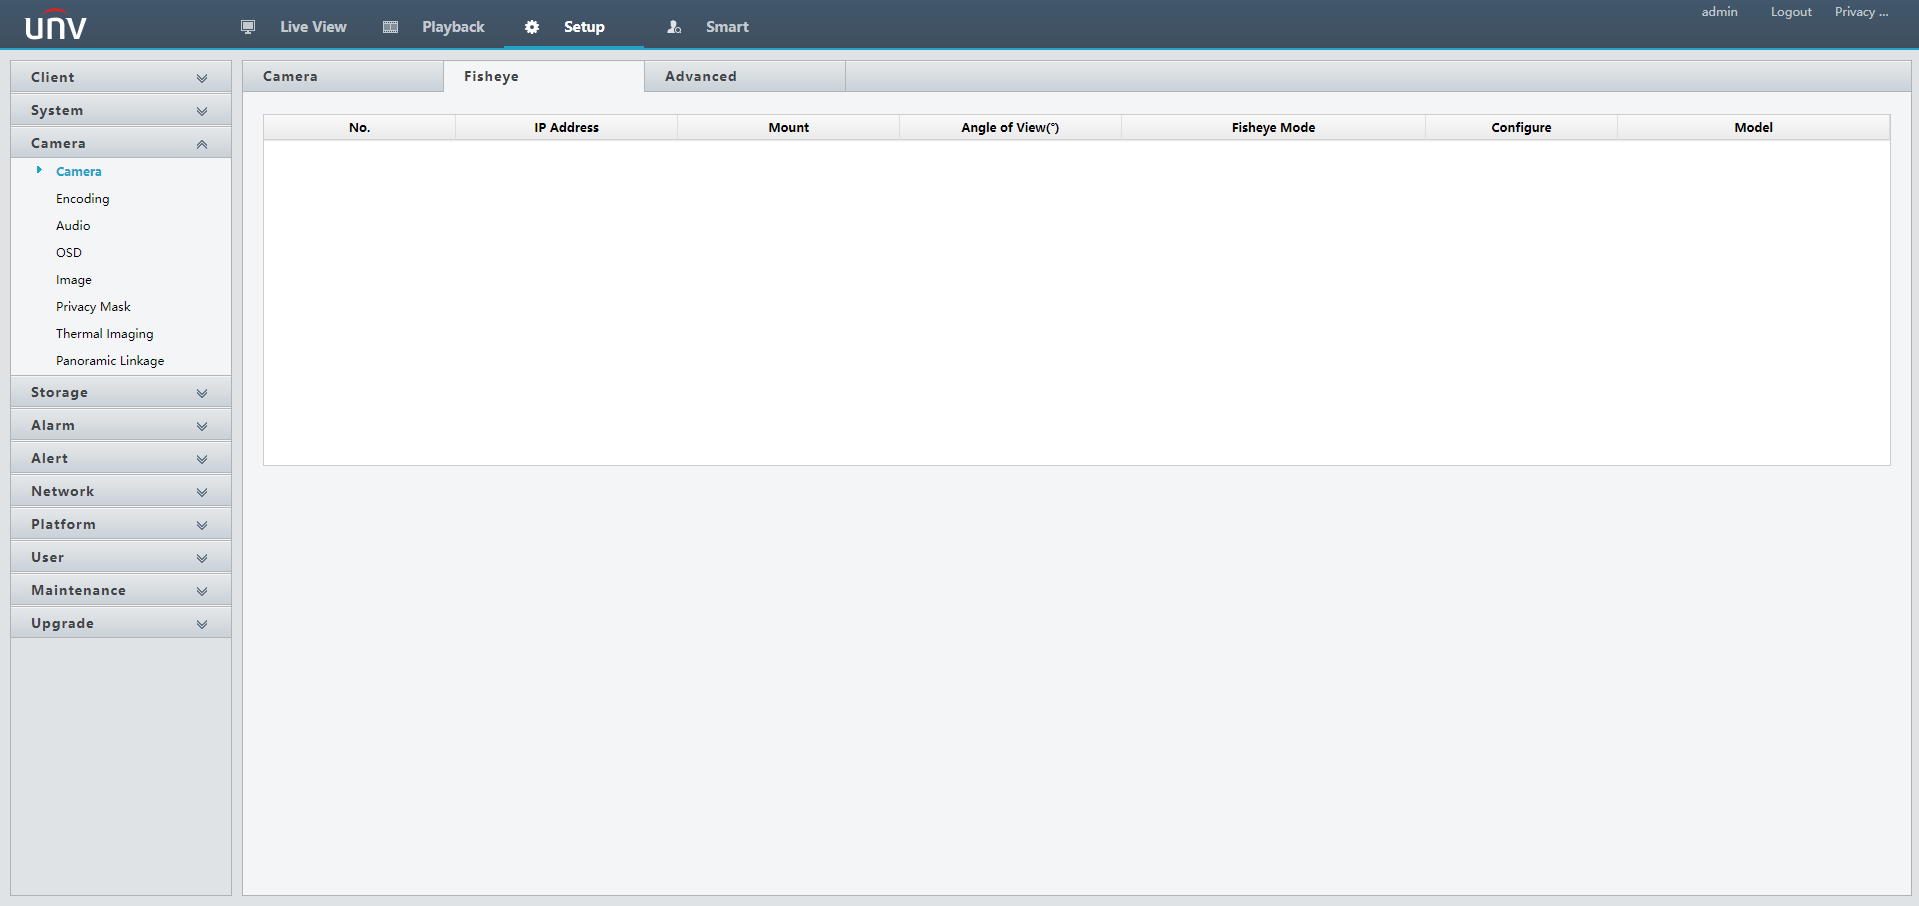 unv Live View Playback Setup Smart admin Logout Privacy ...
Client
System
Camera
Camera
Encoding
Audio
OSD
Image
Privacy Mask
Thermal Imaging
Panoramic Linkage
Storage
Alarm
Alert
Network
Platform
User
Maintenance
Upgrade
Camera Fisheye Advanced
No. IP Address Mount Angle of View(°) Fisheye Mode Configure Model